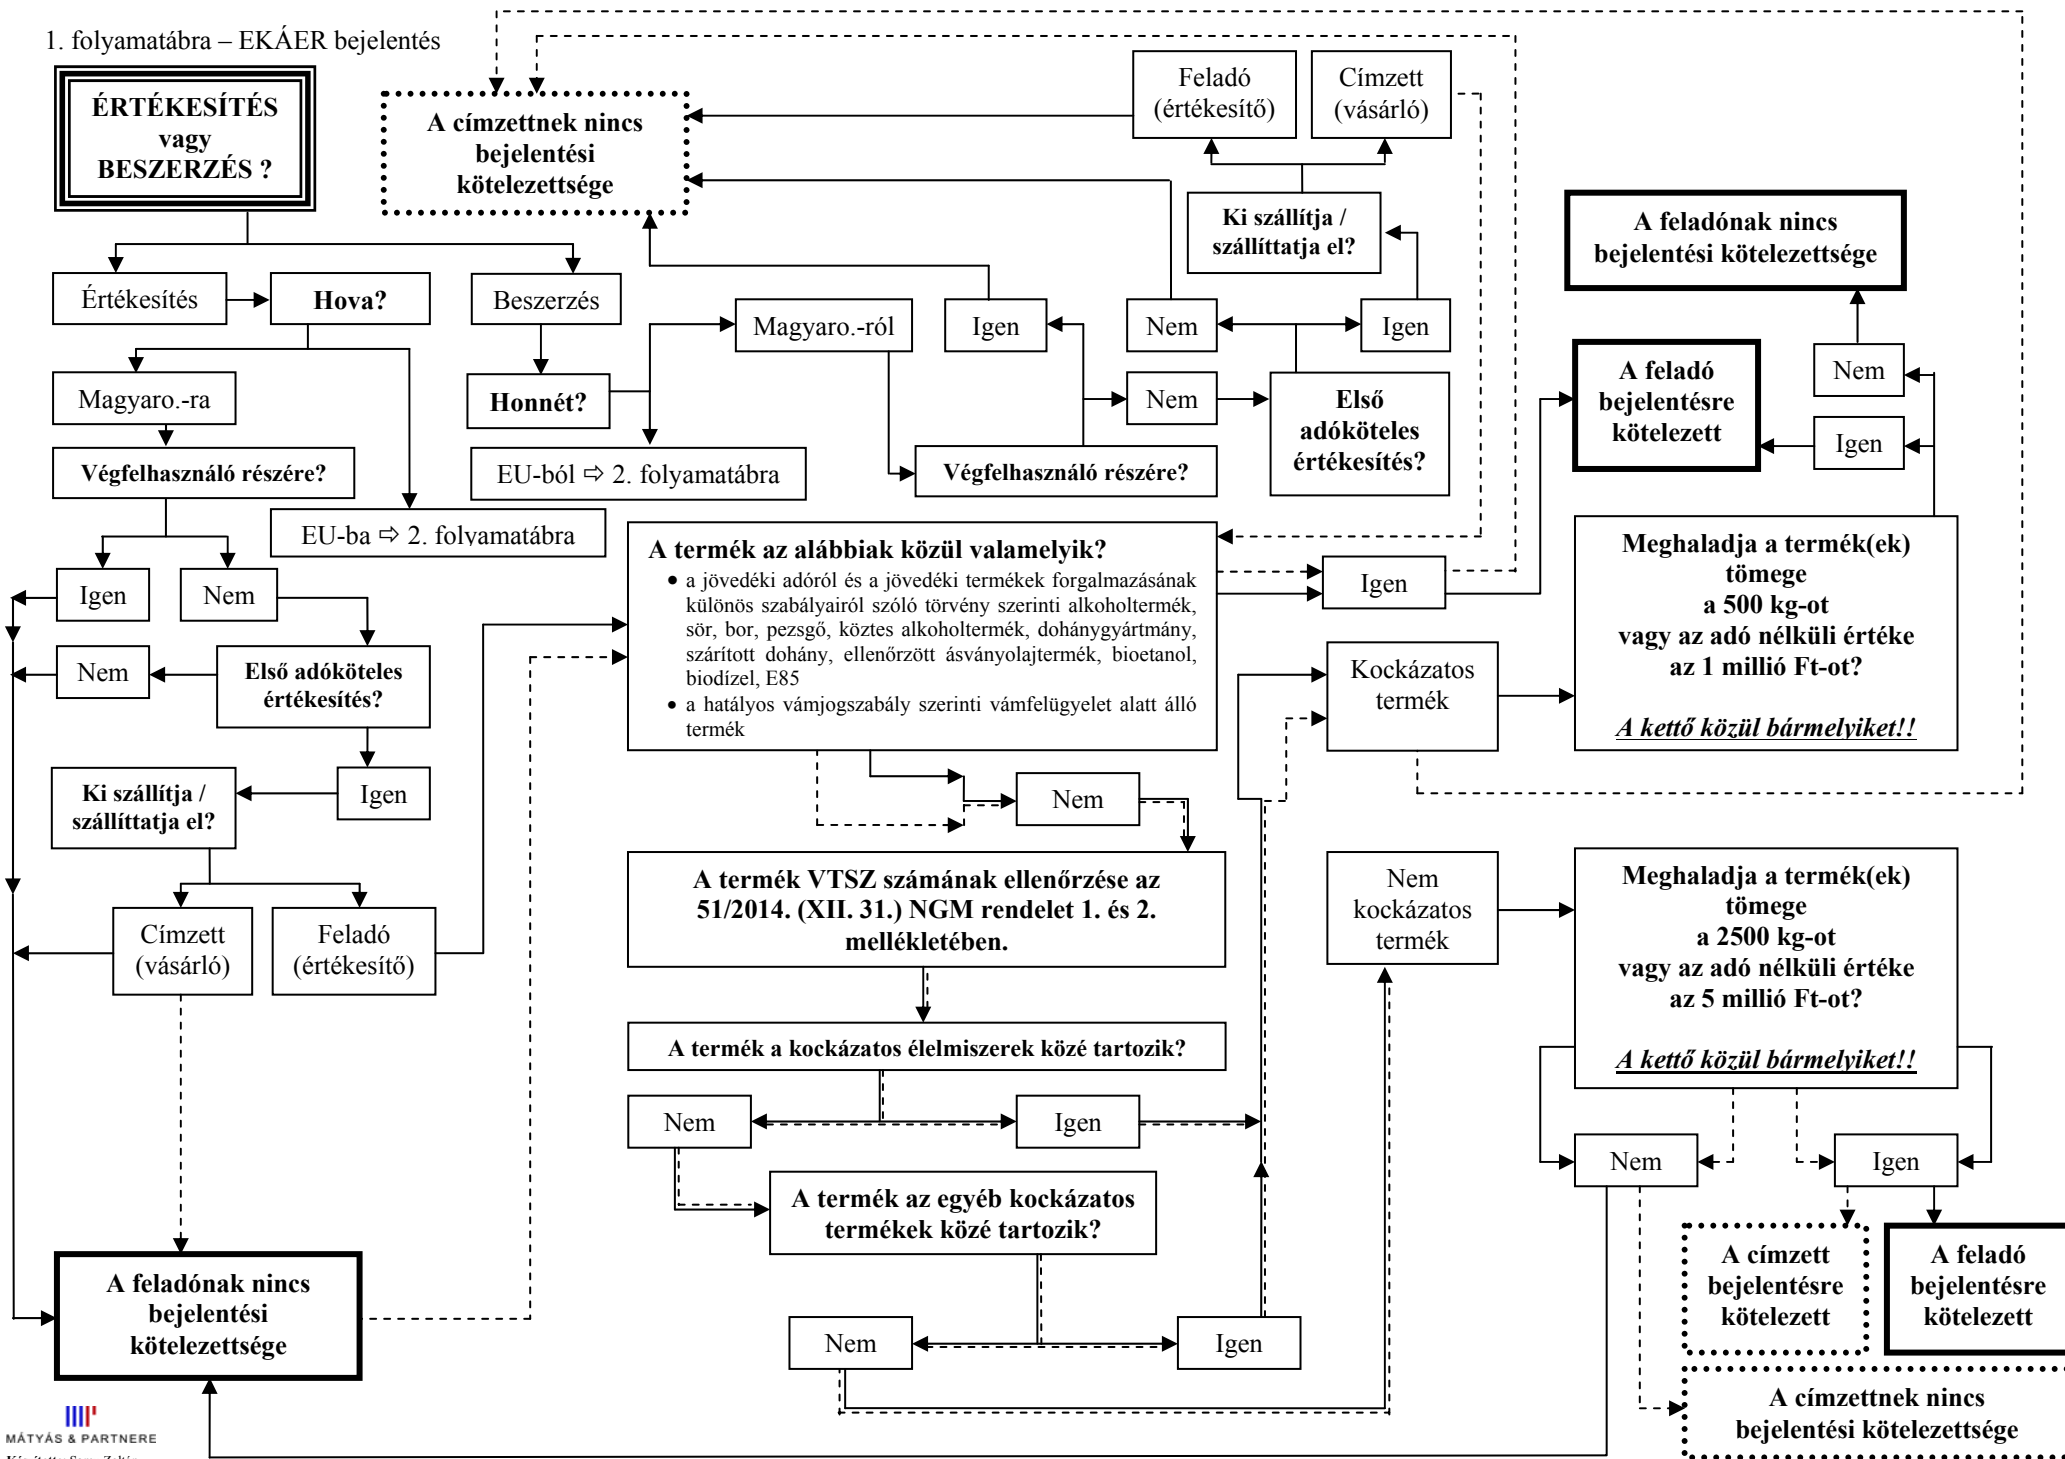 1. folyamatábra – EKÁER bejelentés
ÉRTÉKESÍTÉS
vagy
BESZERZÉS ?
A címzettnek nincs
bejelentési
kötelezettsége
Feladó
(értékesítő)
Címzett
(vásárló)
Ki szállítja /
szállíttatja el?
A feladónak nincs
bejelentési kötelezettsége
Értékesítés
Hova?
Beszerzés
Magyaro.-ról
Igen
Nem
Igen
Magyaro.-ra
Honnét?
Nem
Első
adóköteles
értékesítés?
A feladó
bejelentésre
kötelezett
Nem
Igen
Végfelhasználó részére?
EU-ból ⇨ 2. folyamatábra
Végfelhasználó részére?
EU-ba ⇨ 2. folyamatábra
Igen
Nem
A termék az alábbiak közül valamelyik?
• a jövedéki adóról és a jövedéki termékek forgalmazásának
különös szabályairól szóló törvény szerinti alkoholtermék,
sör, bor, pezsgő, köztes alkoholtermék, dohánygyártmány,
szárított dohány, ellenőrzött ásványolajtermék, bioetanol,
biodízel, E85
• a hatályos vámjogszabály szerinti vámfelügyelet alatt álló
termék
Igen
Meghaladja a termék(ek)
tömege
a 500 kg-ot
vagy az adó nélküli értéke
az 1 millió Ft-ot?
A kettő közül bármelyiket!!
Nem
Első adóköteles
értékesítés?
Kockázatos
termék
Ki szállítja /
szállíttatja el?
Igen
Nem
A termék VTSZ számának ellenőrzése az
51/2014. (XII. 31.) NGM rendelet 1. és 2.
mellékletében.
Nem
kockázatos
termék
Meghaladja a termék(ek)
tömege
a 2500 kg-ot
vagy az adó nélküli értéke
az 5 millió Ft-ot?
A kettő közül bármelyiket!!
Címzett
(vásárló)
Feladó
(értékesítő)
A termék a kockázatos élelmiszerek közé tartozik?
Nem
Igen
Nem
Igen
A termék az egyéb kockázatos
termékek közé tartozik?
A címzett
bejelentésre
kötelezett
A feladó
bejelentésre
kötelezett
A feladónak nincs
bejelentési
kötelezettsége
Nem
Igen
A címzettnek nincs
bejelentési kötelezettsége
MÁTYÁS & PARTNERE